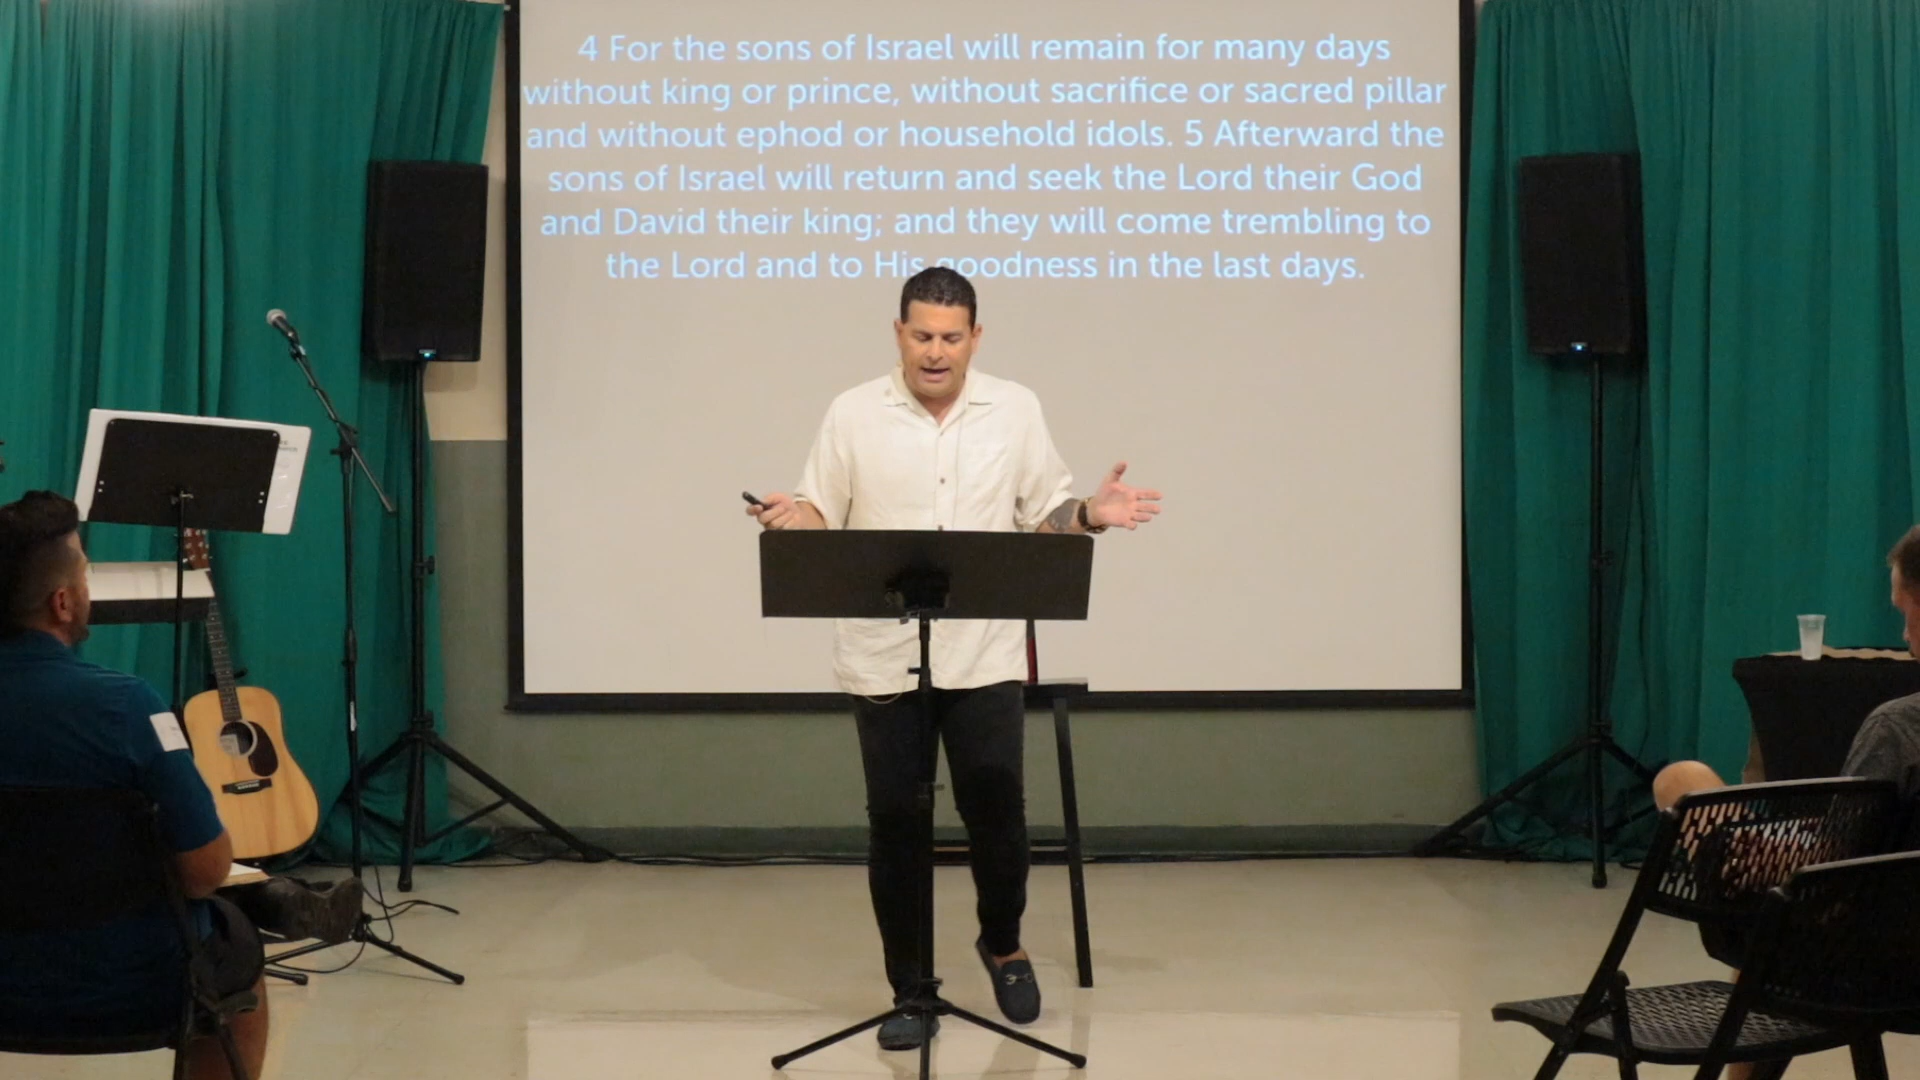 4 For the sons of Israel will remain for many days
without king or prince, without sacrifice or sacred pillar
and without ephod or household idols. 5 Afterward the
sons of Israel will return and seek the Lord their God
and David their king; and they will come trembling to
the Lord and to His goodness in the last days.